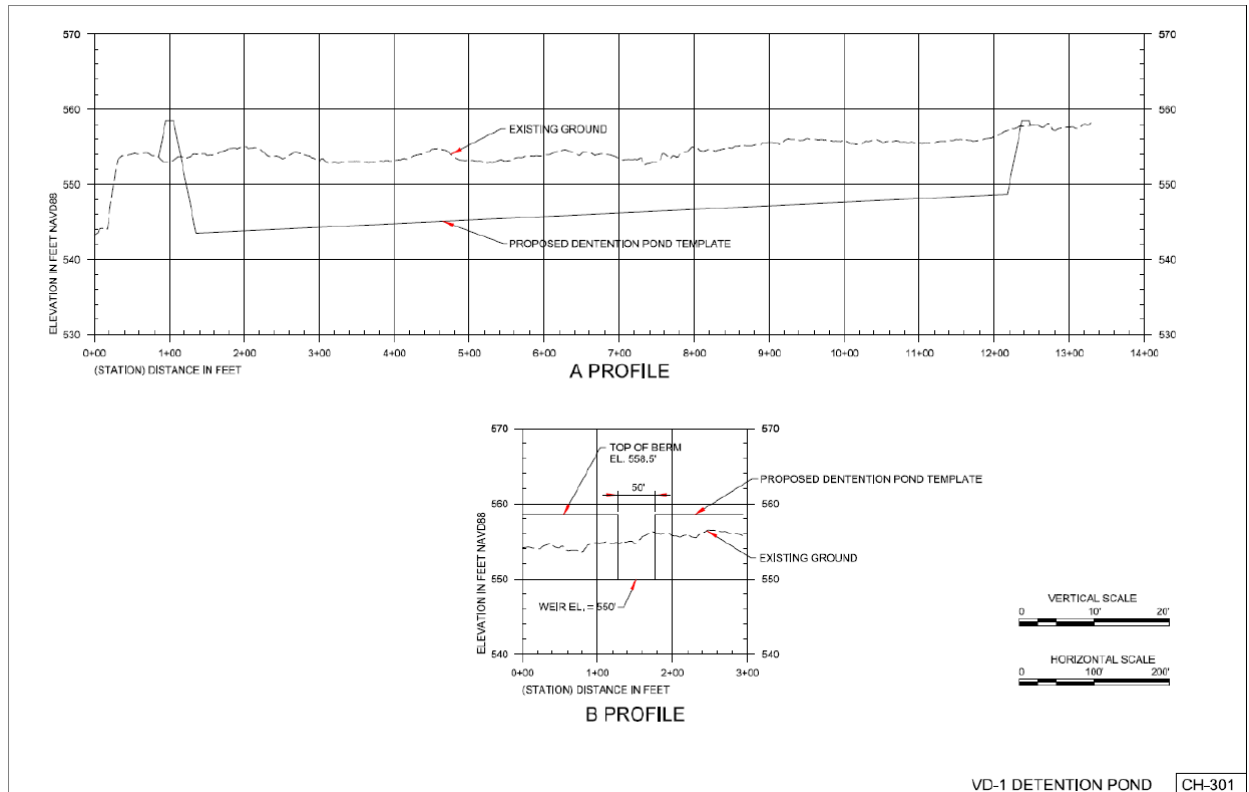 570
570
560
560
EXISTING GROUND
550
550
PROPOSED DENTENTION POND TEMPLATE
540
540
530
530
ELEVATION IN FEET NAVD88
0+00 1+00 2+00 3+00 4+00 5+00 6+00 7+00 8+00 9+00 10+00 11+00 12+00 13+00 14+00
(STATION) DISTANCE IN FEET
A PROFILE
570
570
TOP OF BERM
EL. 558.5'
PROPOSED DENTENTION POND TEMPLATE
50'
560
560
EXISTING GROUND
550
550
WEIR EL. = 550'
540
540
ELEVATION IN FEET NAVD88
0+00 1+00 2+00 3+00
(STATION) DISTANCE IN FEET
B PROFILE
VERTICAL SCALE
0 10' 20'
HORIZONTAL SCALE
0 100' 200'
VD-1 DETENTION POND CH-301